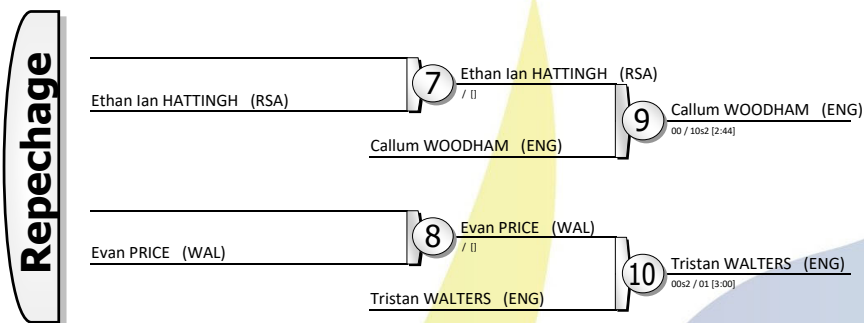 Repechage
Ethan Ian HATTINGH (RSA)
7
Ethan Ian HATTINGH (RSA)
/ []
Callum WOODHAM (ENG)
9
Callum WOODHAM (ENG)
00 / 10s2 [2:44]
Evan PRICE (WAL)
8
Evan PRICE (WAL)
/ []
Tristan WALTERS (ENG)
10
Tristan WALTERS (ENG)
00s2 / 01 [3:00]